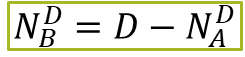 $N_B^D = D - N_A^D$